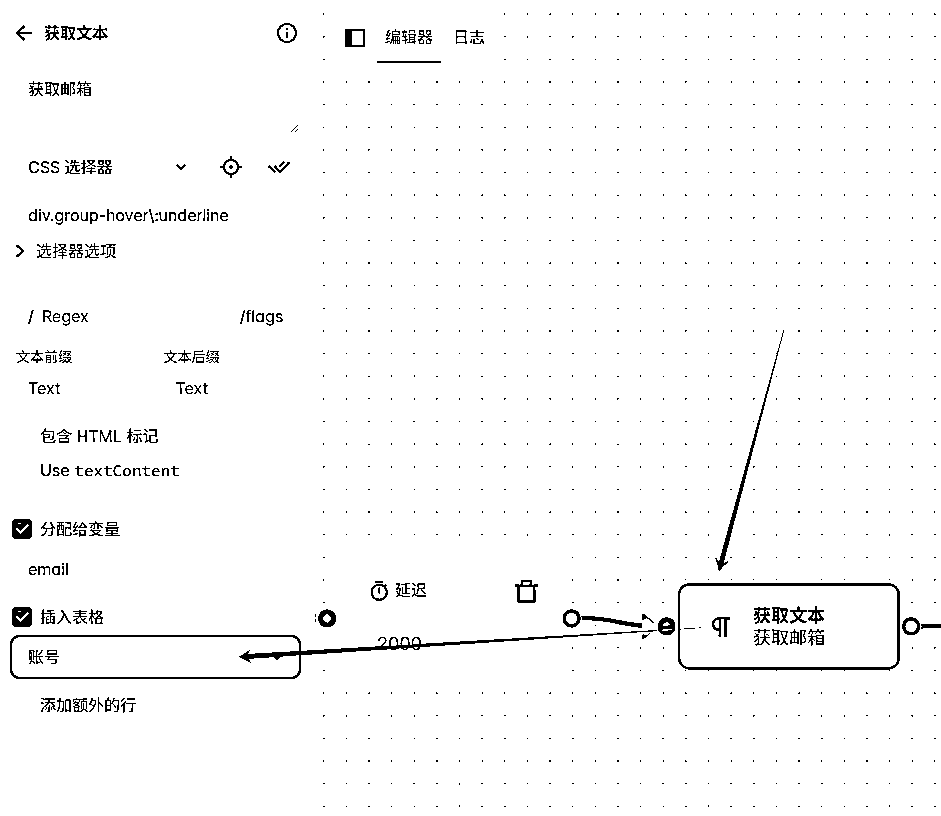 获取文本
编辑器 日志
获取邮箱
CSS 选择器
div.group-hover\:underline
选择器选项
/ Regex /flags
文本前缀 文本后缀
Text Text
包含 HTML 标记
Use textContent
分配给变量
email
插入表格
账号
添加额外的行
延迟
2000
获取文本
获取邮箱